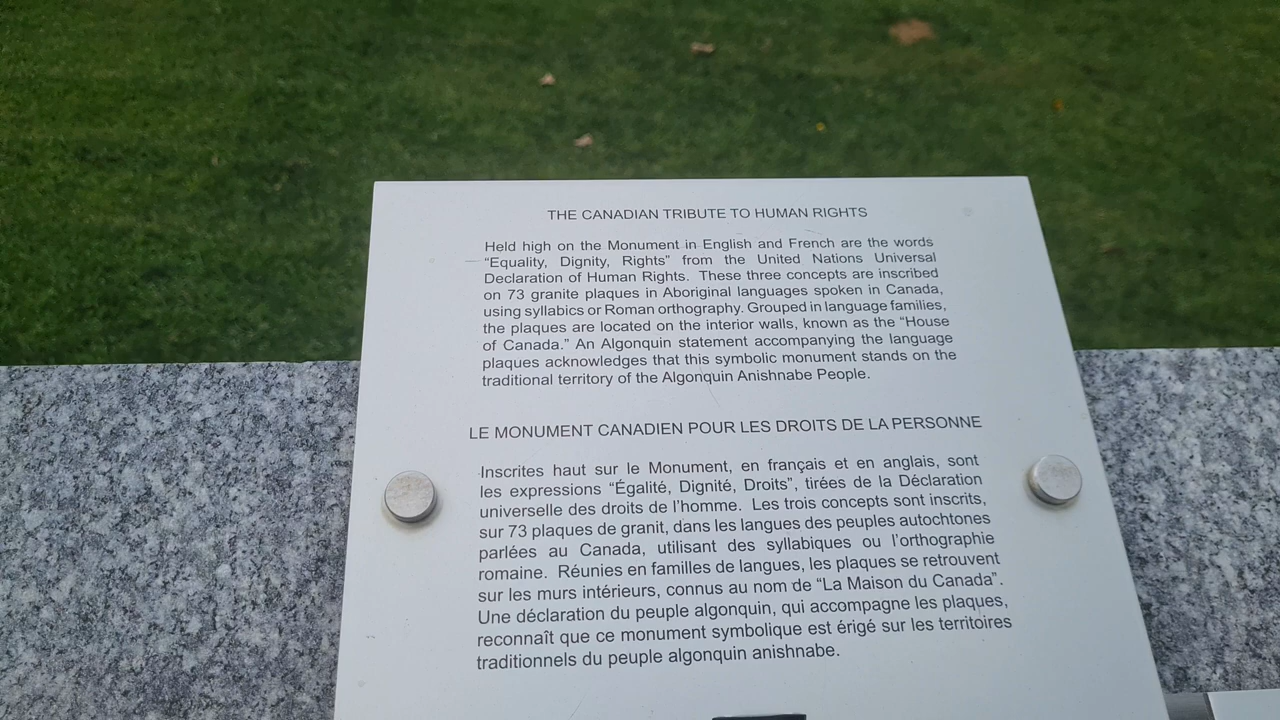 THE CANADIAN TRIBUTE TO HUMAN RIGHTS
Held high on the Monument in English and French are the words
“Equality, Dignity, Rights” from the United Nations Universal
Declaration of Human Rights. These three concepts are inscribed
on 73 granite plaques in Aboriginal languages spoken in Canada,
using syllabics or Roman orthography. Grouped in language families,
the plaques are located on the interior walls, known as the “House
of Canada.” An Algonquin statement accompanying the language
plaques acknowledges that this symbolic monument stands on the
traditional territory of the Algonquin Anishnabe People.
LE MONUMENT CANADIEN POUR LES DROITS DE LA PERSONNE
Inscrites haut sur le Monument, en français et en anglais, sont
les expressions “Égalité, Dignité, Droits”, tirées de la Déclaration
universelle des droits de l’homme. Les trois concepts sont inscrits,
sur 73 plaques de granit, dans les langues des peuples autochtones
parlées au Canada, utilisant des syllabiques ou l’orthographie
romaine. Réunies en familles de langues, les plaques se retrouvent
sur les murs intérieurs, connus au nom de “La Maison du Canada”.
Une déclaration du peuple algonquin, qui accompagne les plaques,
reconnaît que ce monument symbolique est érigé sur les territoires
traditionnels du peuple algonquin anishnabe.